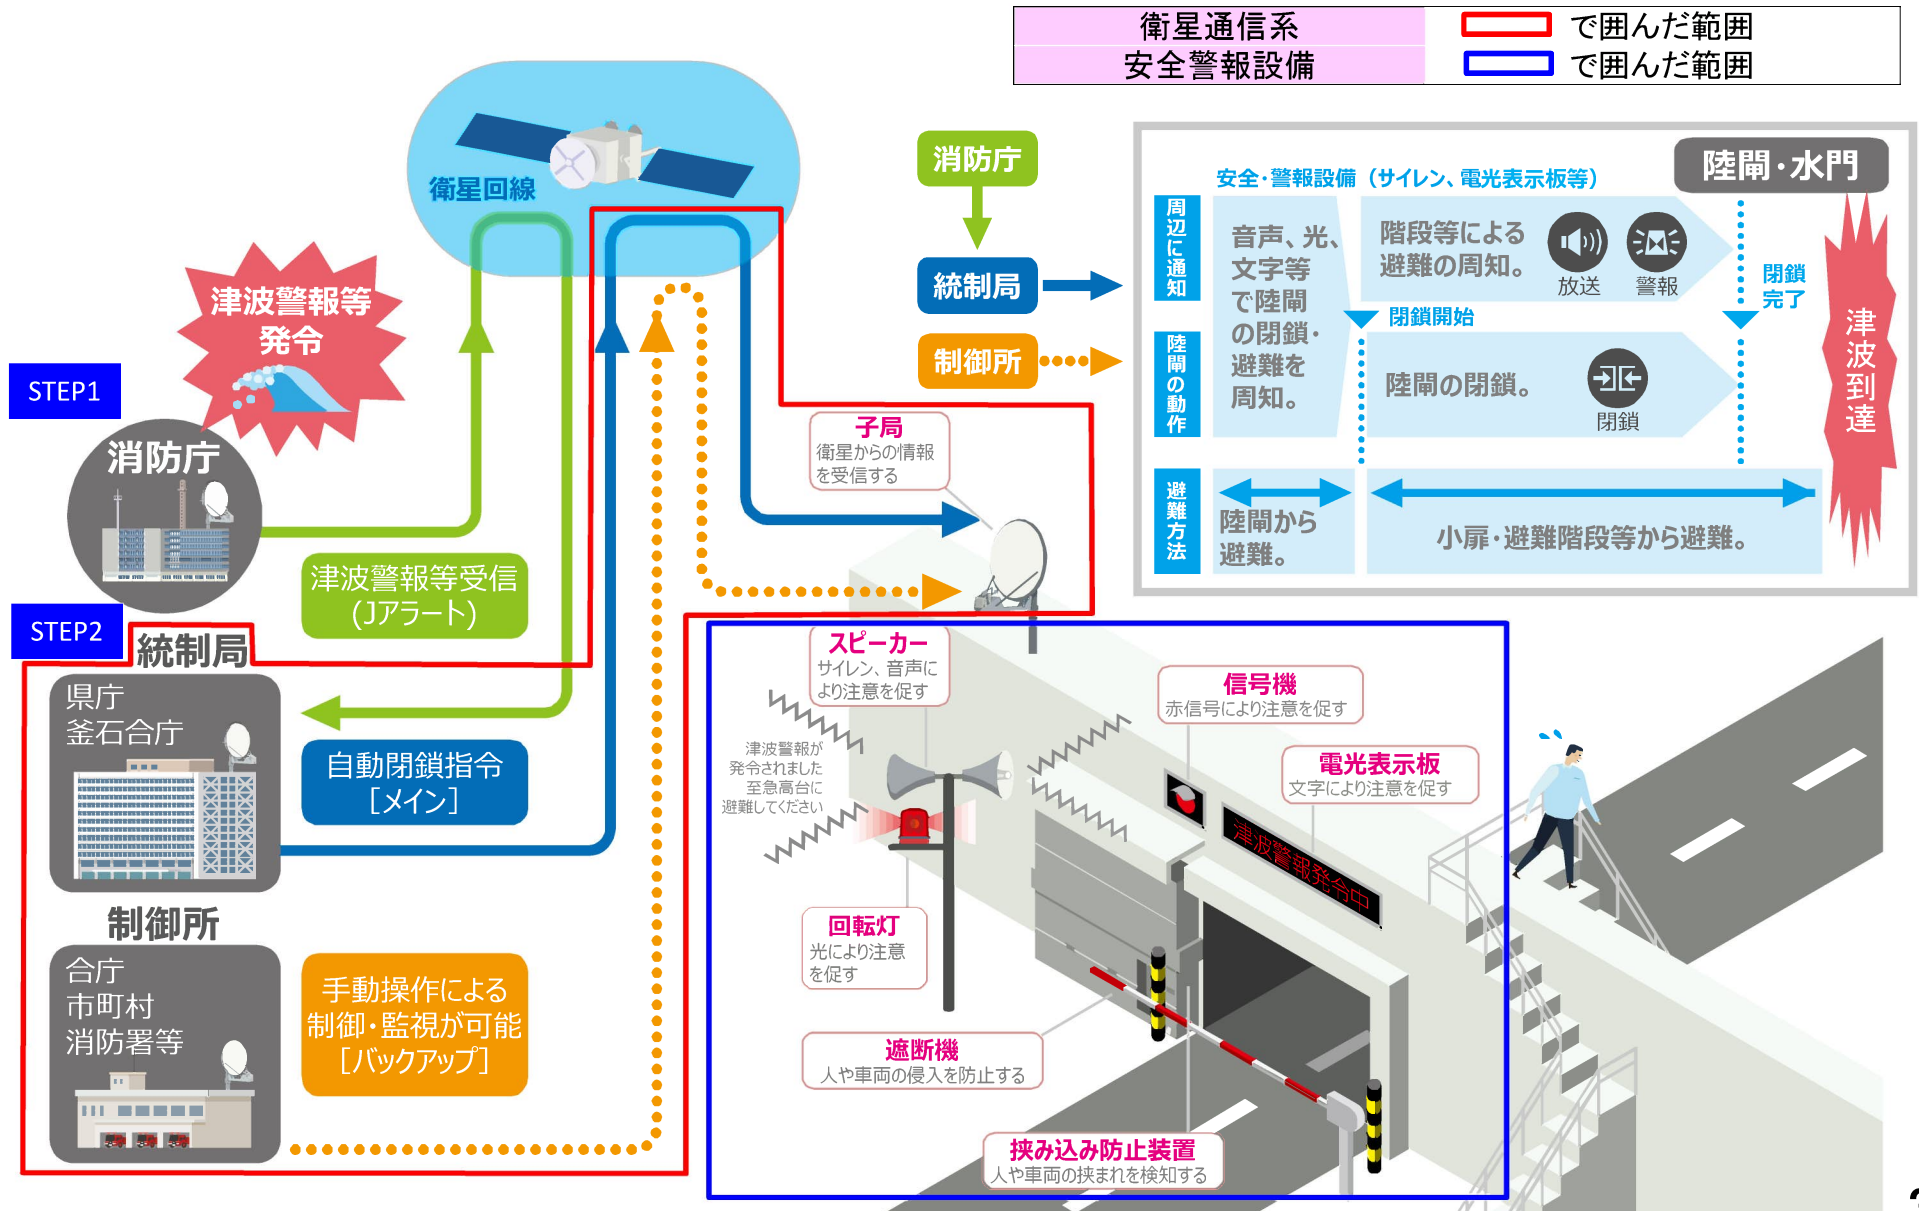 衛星通信系
で囲んだ範囲
安全警報設備
で囲んだ範囲
衛星回線
津波警報等
発令
STEP1
消防庁
津波警報等受信
(Jアラート)
STEP2
統制局
県庁
釜石合庁
自動閉鎖指令
［メイン］
制御所
合庁
市町村
消防署等
手動操作による
制御・監視が可能
［バックアップ］
消防庁
統制局
制御所
陸閘・水門
安全・警報設備（サイレン、電光表示板等）
周辺に通知
音声、光、
文字等
で陸閘
の閉鎖・
避難を
周知。
階段等による
避難の周知。
放送
警報
閉鎖
完了
閉鎖開始
陸閘の動作
陸閘の閉鎖。
閉鎖
津波到達
避難方法
陸閘から
避難。
小扉・避難階段等から避難。
子局
衛星からの情報
を受信する
スピーカー
サイレン、音声に
より注意を促す
津波警報が
発令されました
至急高台に
避難してください
信号機
赤信号により注意を促す
電光表示板
文字により注意を促す
津波警報発令中
回転灯
光により注意
を促す
遮断機
人や車両の侵入を防止する
挟み込み防止装置
人や車両の挟まれを検知する